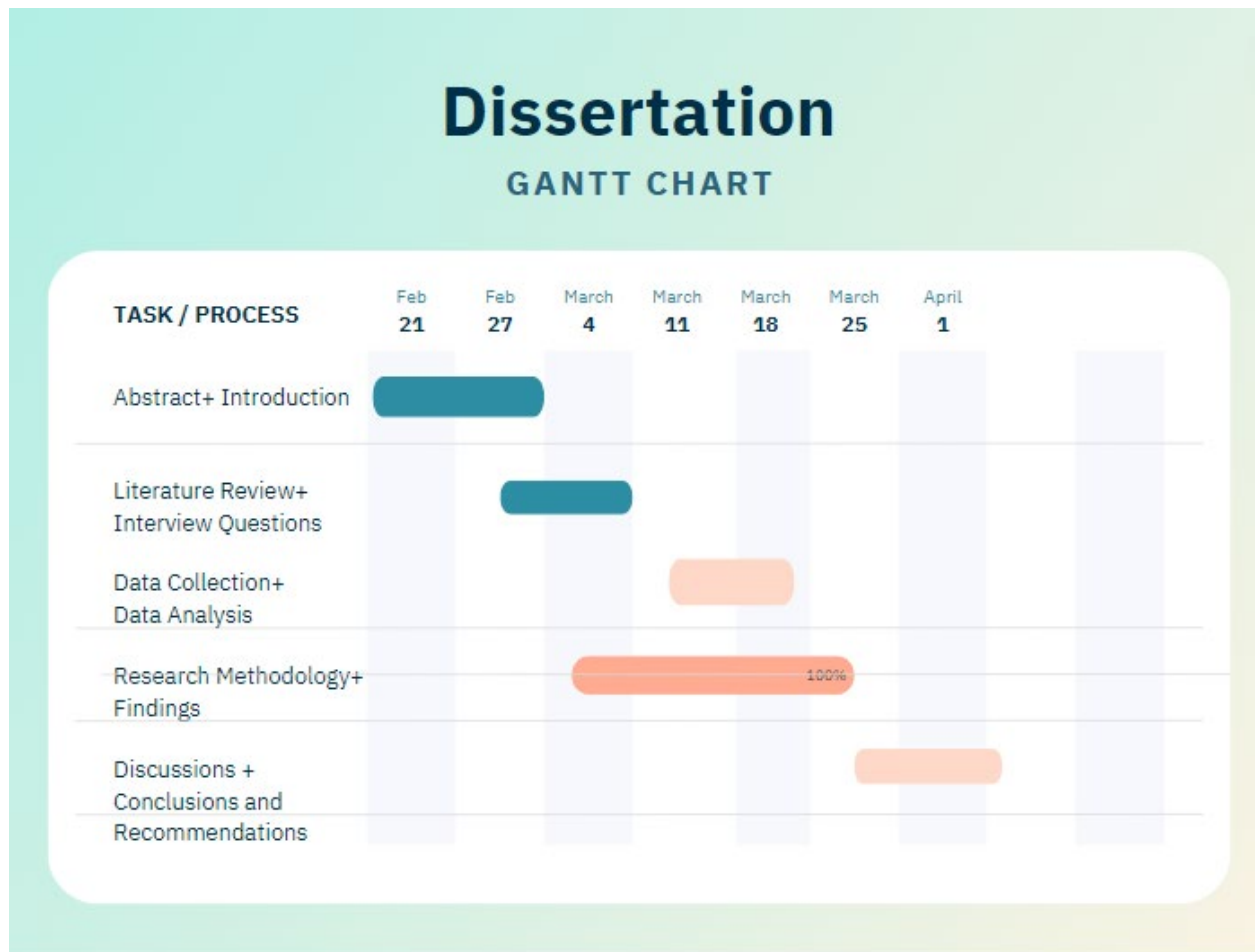 Dissertation
GANTT CHART
TASK / PROCESS
Feb Feb March March March March April
21 27 4 11 18 25 1
Abstract+ Introduction
Literature Review+
Interview Questions
Data Collection+
Data Analysis
Research Methodology+
100%
Findings
Discussions +
Conclusions and
Recommendations